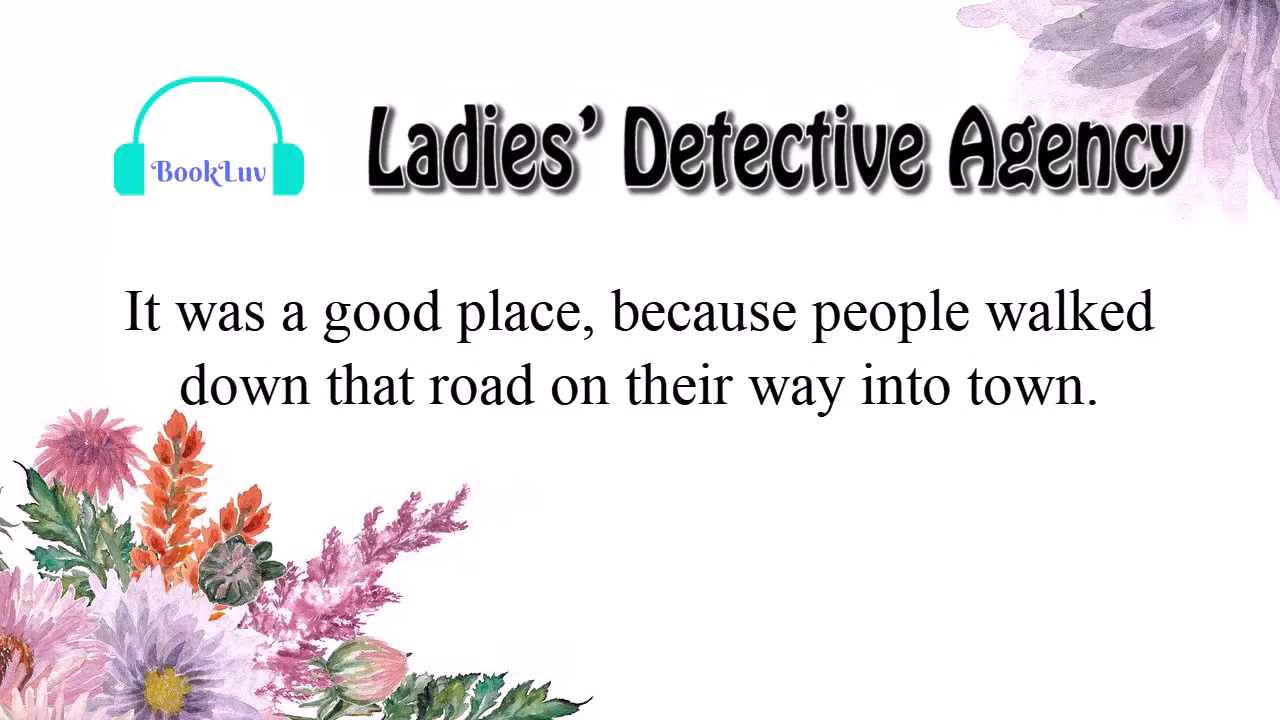 BookLuv
Ladies’ Detective Agency
It was a good place, because people walked
down that road on their way into town.